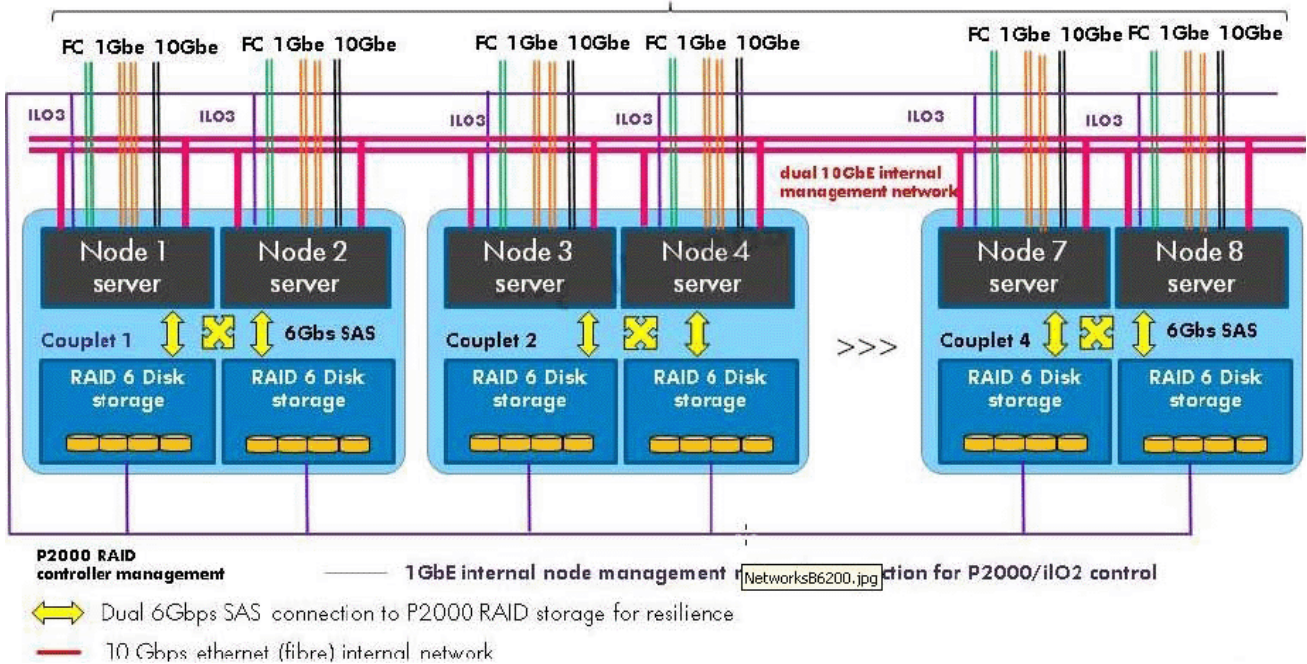 FC 1Gbe 10Gbe FC 1Gbe 10Gbe FC 1Gbe 10Gbe FC 1Gbe 10Gbe FC 1Gbe 10Gbe FC 1Gbe 10Gbe
ILO3 ILO3 ILO3 ILO3 ILO3 ILO3
dual 10GbE internal
management network
Node 1
server
Node 2
server
Node 3
server
Node 4
server
Node 7
server
Node 8
server
Couplet 1
6Gbs SAS
Couplet 2
>>>
Couplet 4
6Gbs SAS
RAID 6 Disk
storage
RAID 6 Disk
storage
RAID 6 Disk
storage
RAID 6 Disk
storage
RAID 6 Disk
storage
RAID 6 Disk
storage
P2000 RAID
controller management
1GbE internal node management
NetworksB6200.jpg
for P2000/ilO2 control
Dual 6Gbps SAS connection to P2000 RAID storage for resilience
10 Gbps ethernet (fibre) internal network